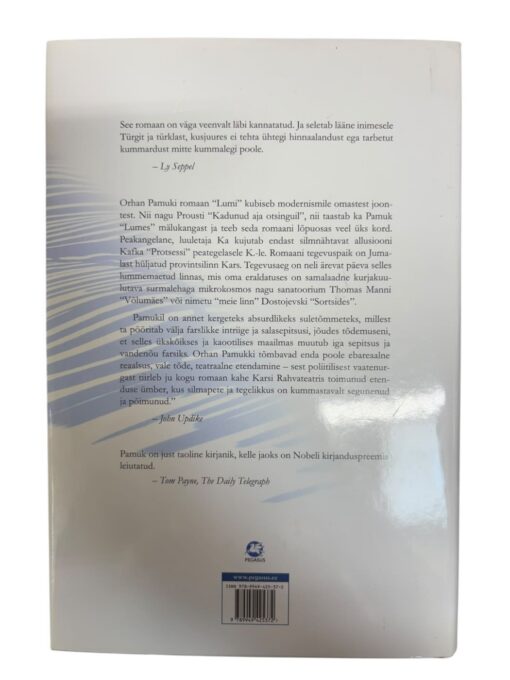 See romaan on väga veenvalt läbi kannatatud. Ja seletab lääne inimesele
Türgit ja türklast, kusjuures ei tehta ühtegi hinnaalandust ega tarbetut
kummardust mitte kummalegi poole.
– Ly Seppel
Orhan Pamuki romaan “Lumi” kubiseb modernismile omastest joon-
test. Nii nagu Prousti “Kadunud aja otsinguil”, nii taastab ka Pamuk
“Lumes” mälukangast ja teeb seda romaani lõpuosas veel üks kord.
Peakangelane, luuletaja Ka kujutab endast silmnähtavat allusiooni
Kafka “Protsessi” peategelasele K.-le. Romaani tegevuspaik on Juma-
last hüljatud provintsilinn Kars. Tegevusaeg on neli ärevat päeva selles
lummemaetud linnas, mis oma eraldatuses on samalaadne kurjakuu-
lutava surmalehaga mikrokosmos nagu sanatoorium Thomas Manni
“Võlumäes” või nimetu “meie linn” Dostojevski “Sortsides”.
Pamukil on annet kergeteks absurdlikeks suletõmmeteks, millest
ta pööritab välja farslikke intriige ja salasepitsusi, jõudes tõdemuseni,
et selles ükskõikses ja kaootilises maailmas muutub iga sepitsus ja
vandenõu farsiks. Orhan Pamukki tõmbavad enda poole ebareaalne
reaalsus, vale tõde, teatraalne etendamine – sest poliitilisest vaatenur-
gast tiirleb ju kogu romaan kahe Karsi Rahvateatris toimunud eten-
duse ümber, kus silmapete ja tegelikkus on kummastavalt segunenud
ja põimunud.”
– John Updike
Pamuk on just taoline kirjanik, kelle jaoks on Nobeli kirjanduspreemia
leiutatud.
– Tom Payne, The Daily Telegraph
PEGASUS
www.pegasus.ee